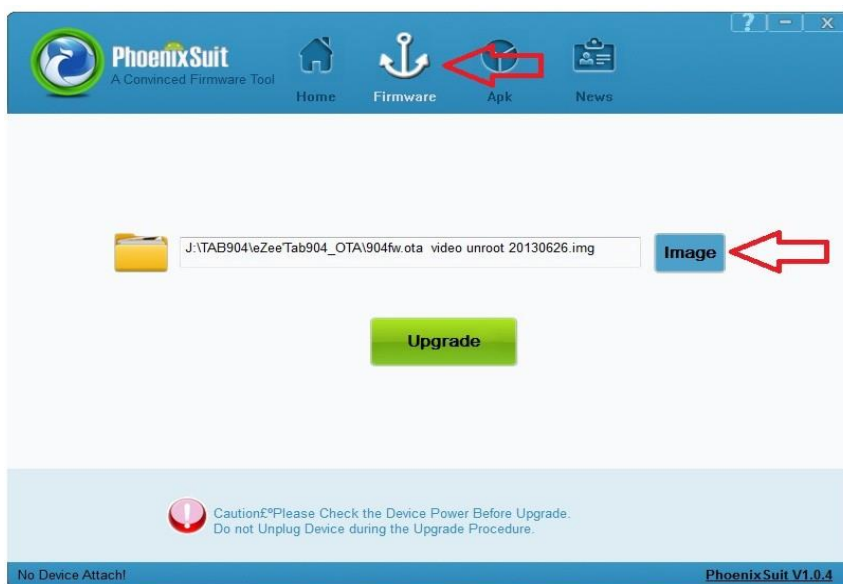 ? - x
PhoenixSuit
A Convinced Firmware Tool
Home Firmware Apk News
J:\TAB904\eZee'Tab904_OTA\904fw.ota  video unroot 20130626.img
Image
Upgrade
Caution£ºPlease Check the Device Power Before Upgrade.
Do not Unplug Device during the Upgrade Procedure.
No Device Attach!
PhoenixSuit V1.0.4